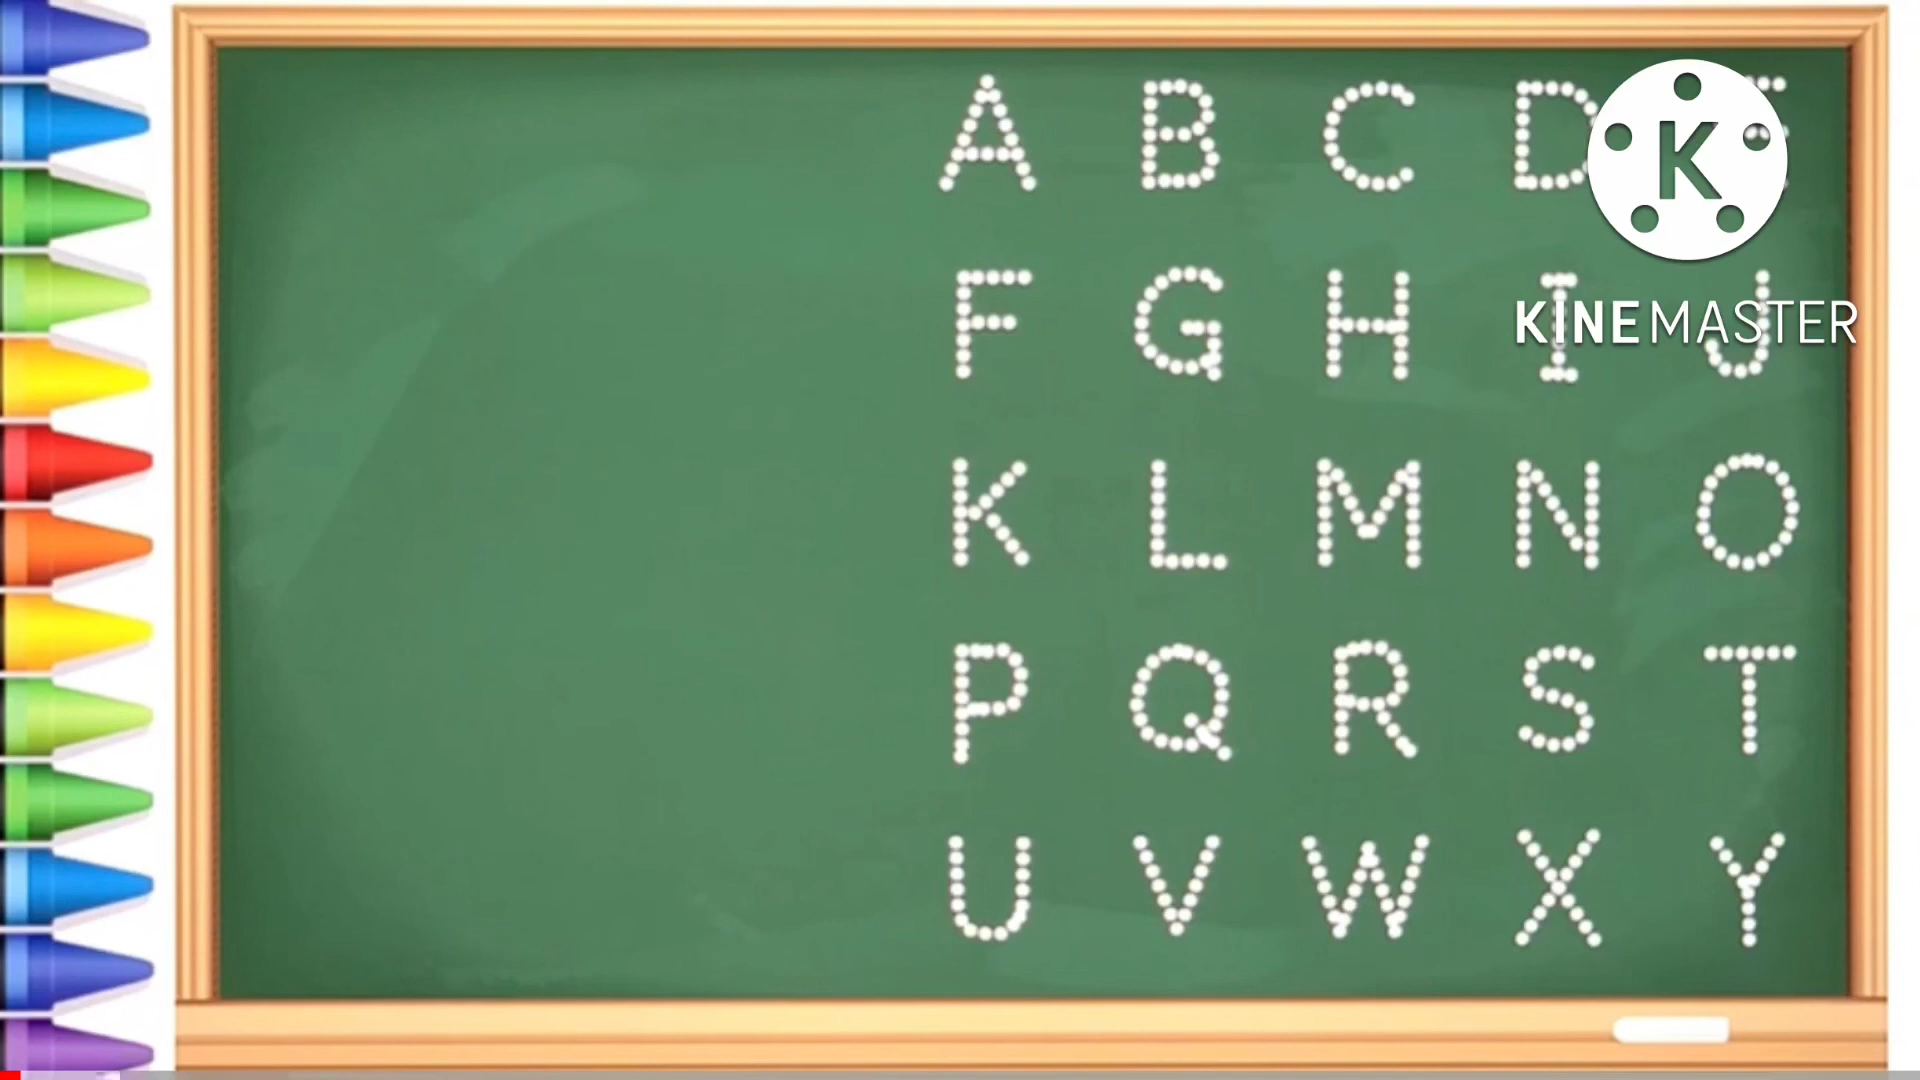 A B C D
K
F G H I J
KINEMASTER
K L M N O
P Q R S T
U V W X Y